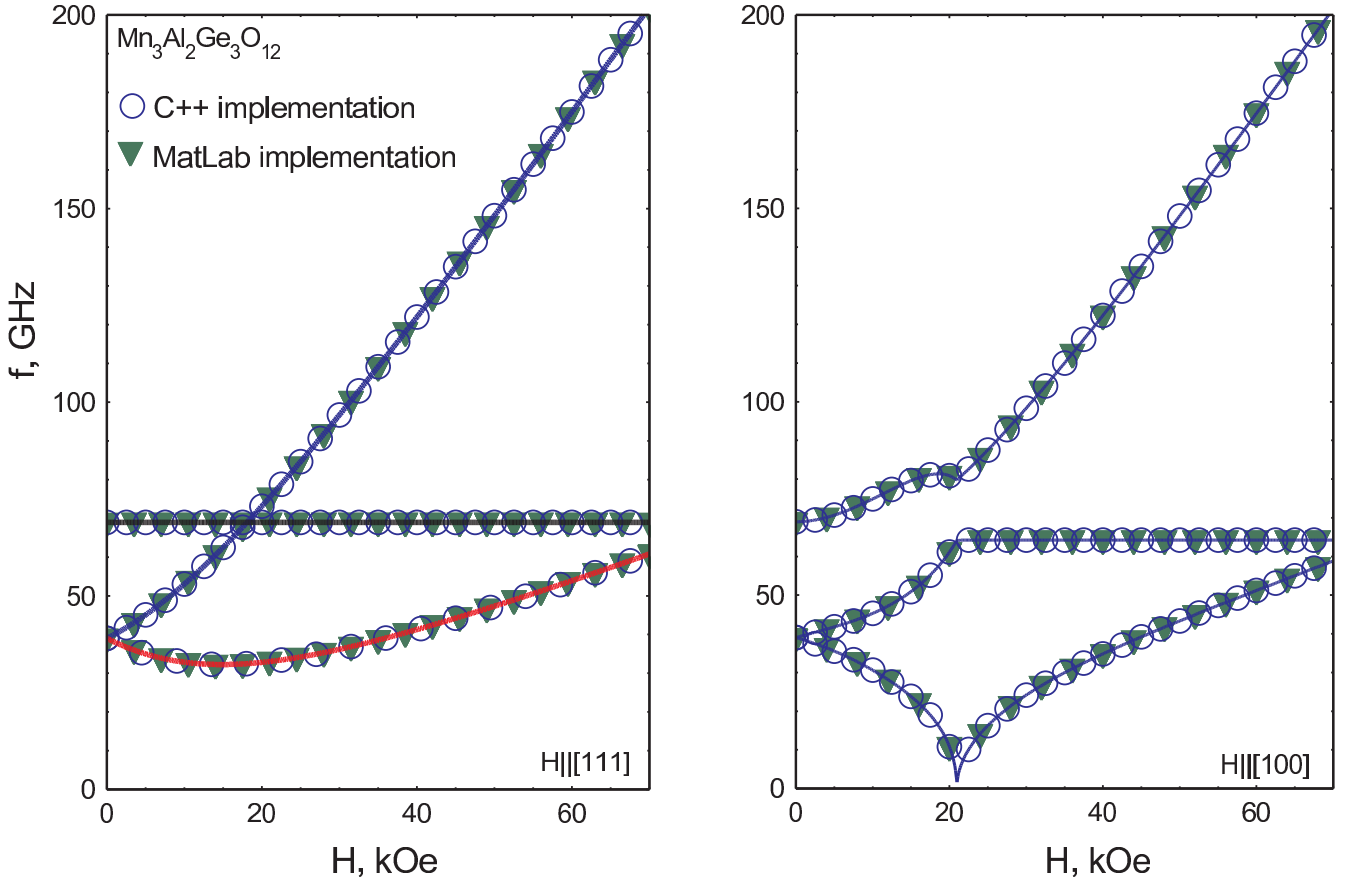 Mn3Al2Ge3O12
C++ implementation
MatLab implementation
f, GHz
200
150
100
50
0
0 20 40 60
H, kOe
H||[111]
200
150
100
50
0
0 20 40 60
H, kOe
H||[100]